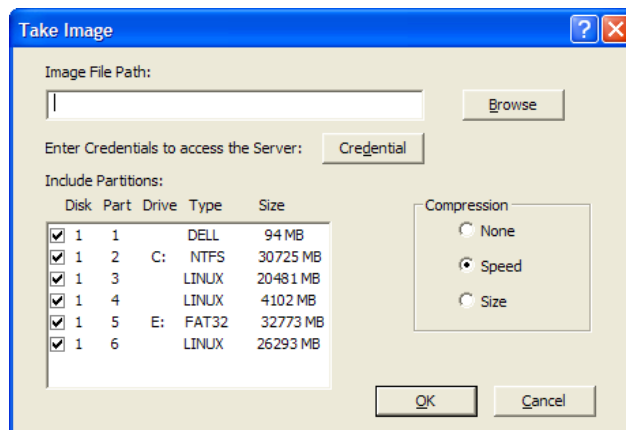 Take Image
Image File Path:
Browse
Enter Credentials to access the Server: Credential
Include Partitions:
Disk Part Drive Type Size
1 1 DELL 94 MB
1 2 C: NTFS 30725 MB
1 3 LINUX 20481 MB
1 4 LINUX 4102 MB
1 5 E: FAT32 32773 MB
1 6 LINUX 26293 MB
Compression
None
Speed
Size
OK Cancel